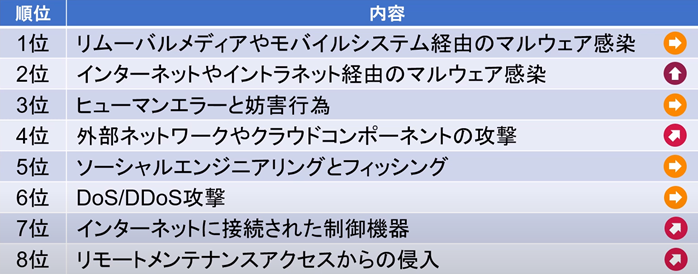 順位 内容
1位 リムーバルメディアやモバイルシステム経由のマルウェア感染
2位 インターネットやイントラネット経由のマルウェア感染
3位 ヒューマンエラーと妨害行為
4位 外部ネットワークやクラウドコンポーネントの攻撃
5位 ソーシャルエンジニアリングとフィッシング
6位 DoS/DDoS攻撃
7位 インターネットに接続された制御機器
8位 リモートメンテナンスアクセスからの侵入